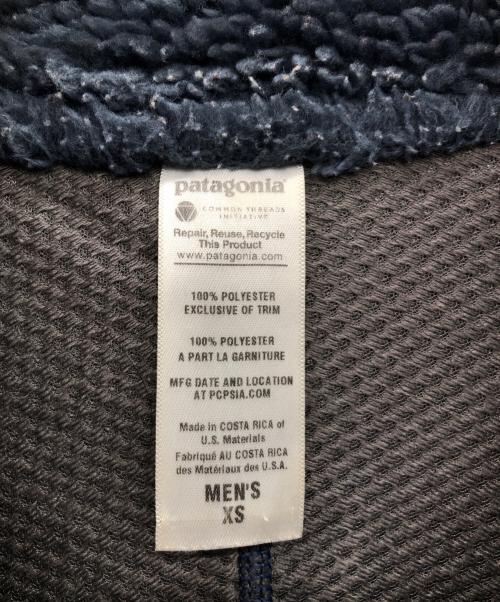 patagonia
COMMON THREADS
INITIATIVE
Repair, Reuse, Recycle
This Product
www.patagonia.com
100% POLYESTER
EXCLUSIVE OF TRIM
100% POLYESTER
A PART LA GARNITURE
MFG DATE AND LOCATION
AT PCPSIA.COM
Made in COSTA RICA of
U.S. Materials
Fabriqué AU COSTA RICA
des Matériaux des U.S.A.
MEN'S
XS